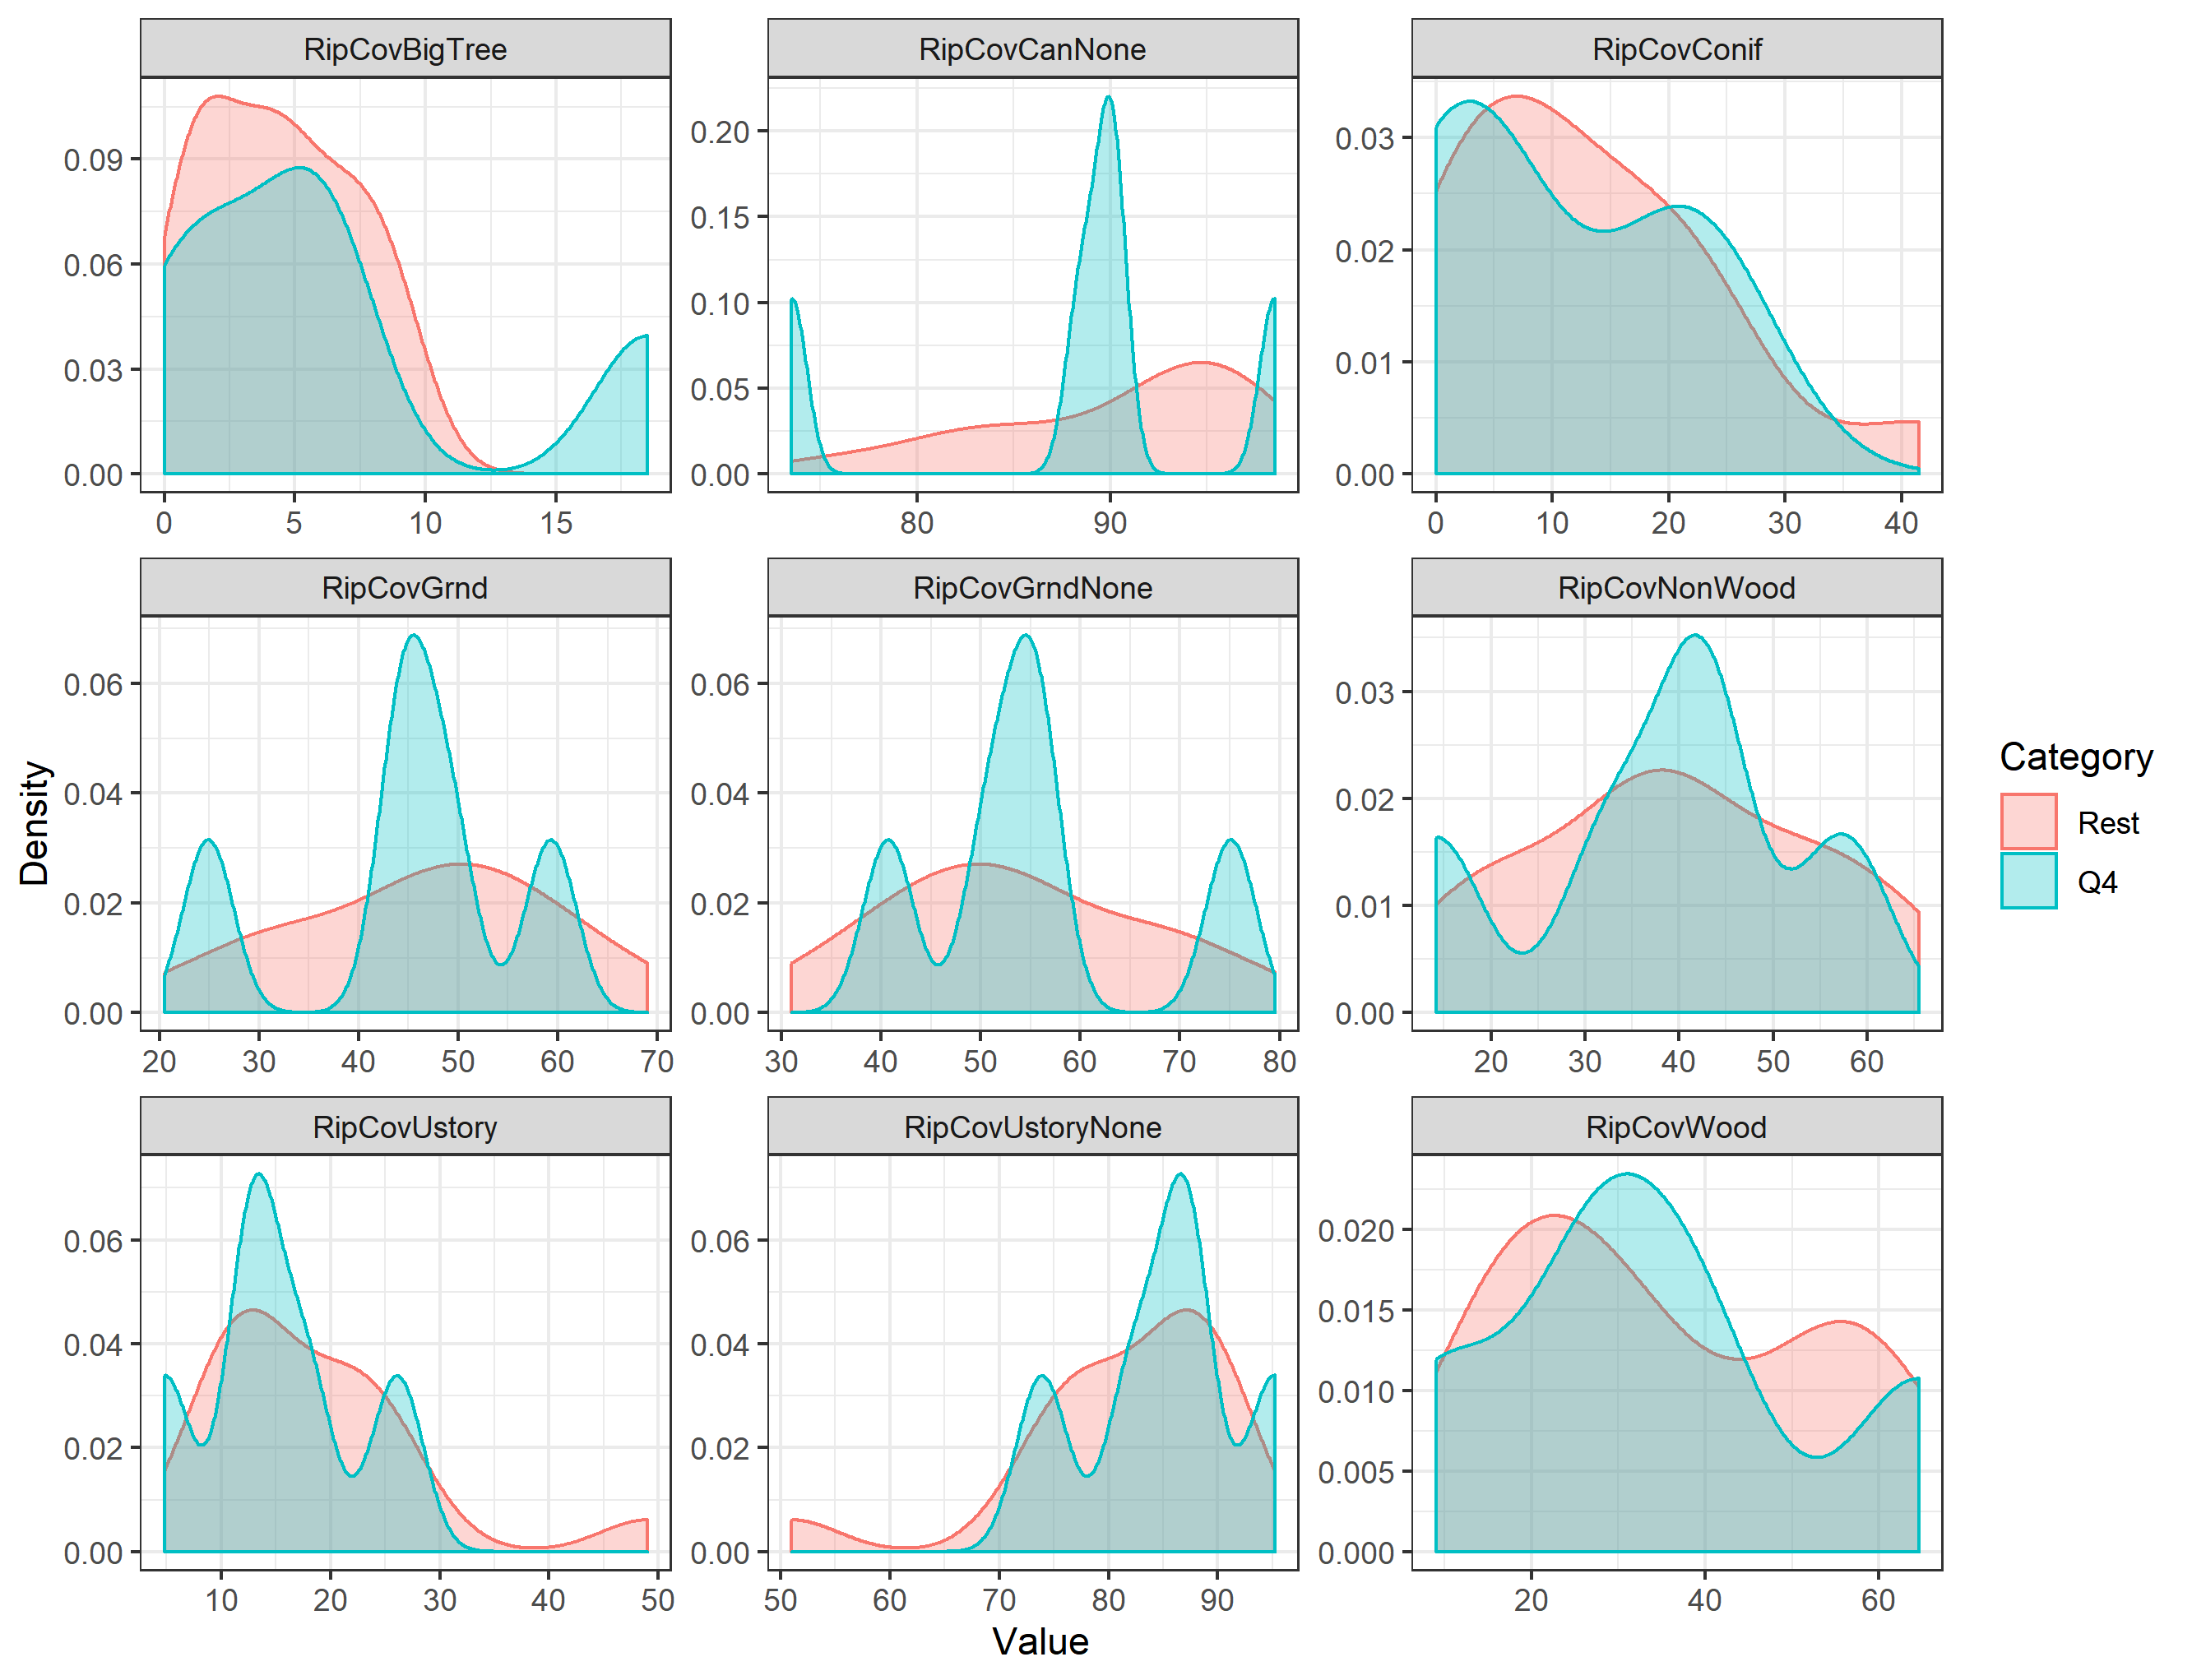 RipCovBigTree RipCovCanNone RipCovConif
0.09 0.06 0.03 0.00
0.20 0.15 0.10 0.05 0.00
0.03 0.02 0.01 0.00
0 5 10 15
80 90
0 10 20 30 40
RipCovGrnd RipCovGrndNone RipCovNonWood
0.06 0.04 0.02 0.00
0.06 0.04 0.02 0.00
0.03 0.02 0.01 0.00
20 30 40 50 60 70
30 40 50 60 70 80
20 30 40 50 60
RipCovUstory RipCovUstoryNone RipCovWood
0.06 0.04 0.02 0.00
0.06 0.04 0.02 0.00
0.020 0.015 0.010 0.005 0.000
10 20 30 40 50
50 60 70 80 90
20 40 60
Density
Value
Category
Rest
Q4